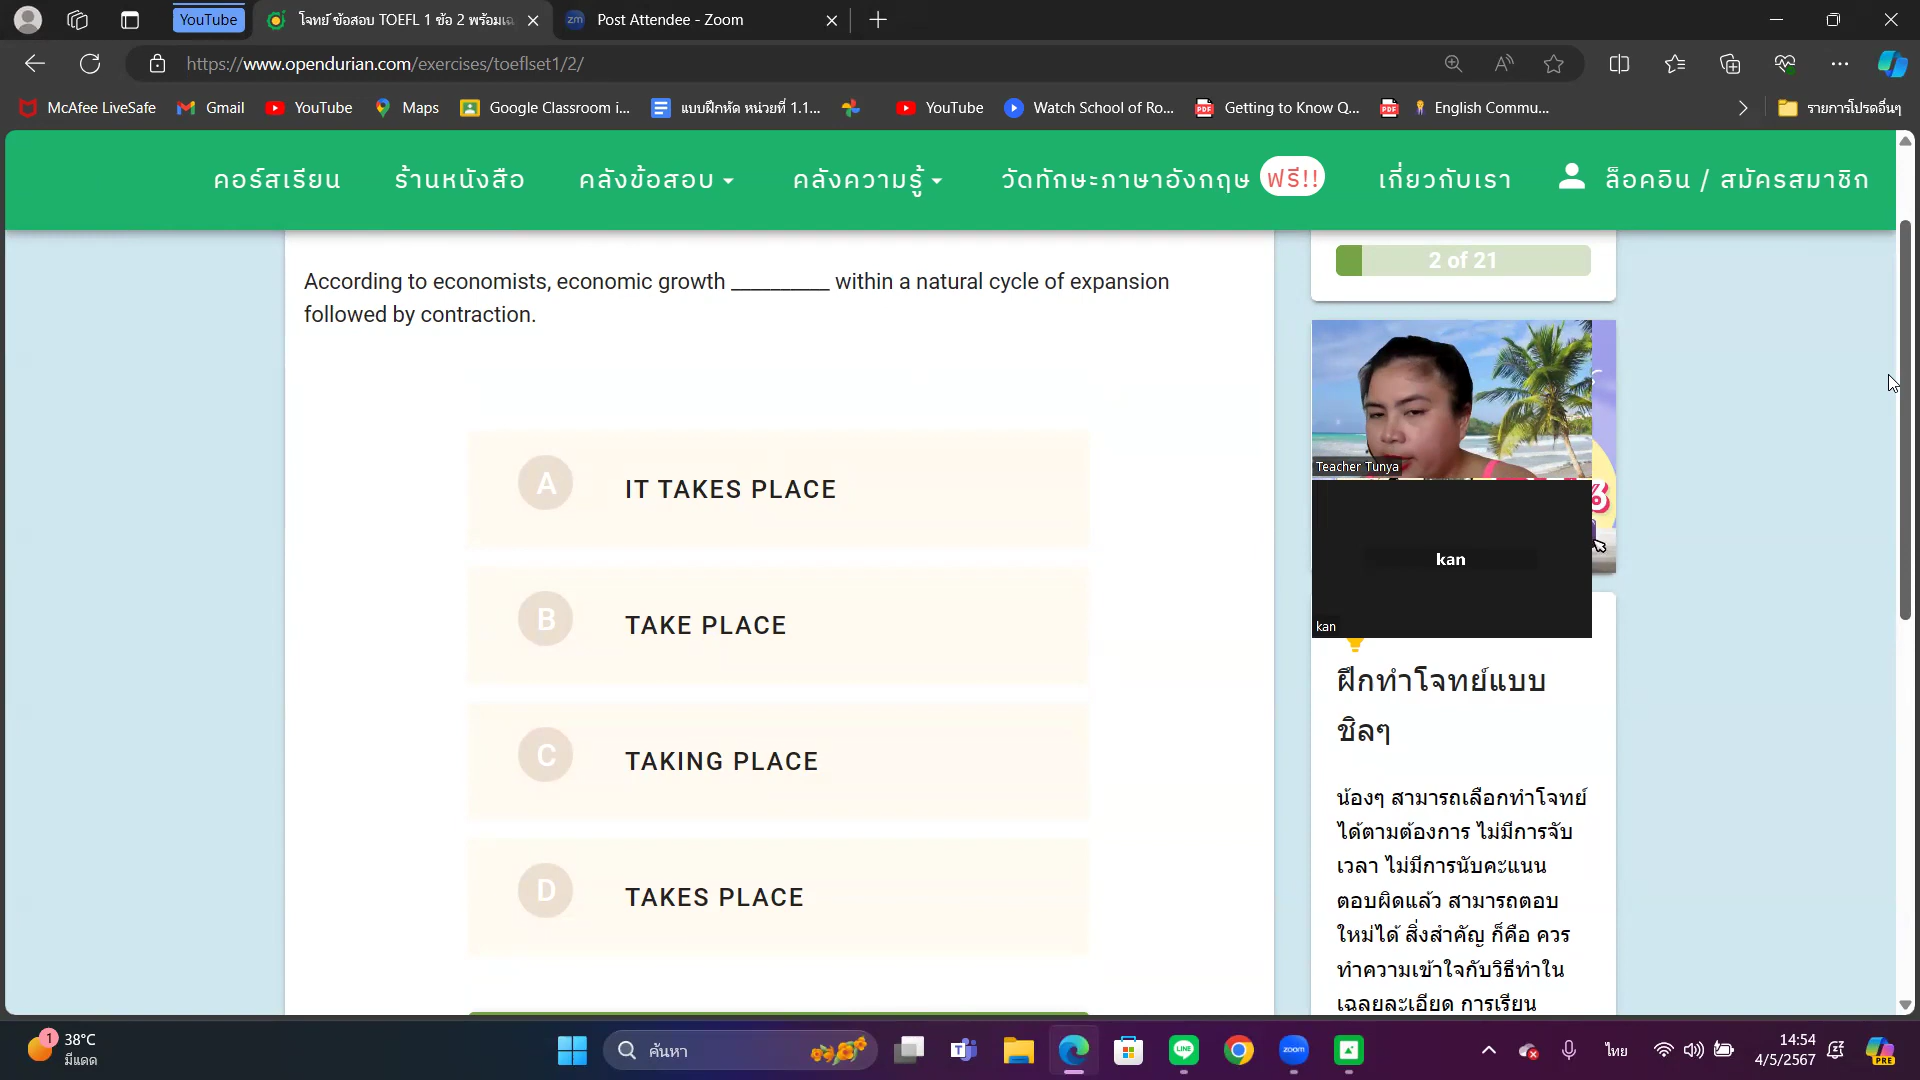 YouTube
โจทย์ ข้อสอบ TOEFL 1 ข้อ 2 พร้อมเฉ
zm
Post Attendee - Zoom
https://www.opendurian.com/exercises/toeflset1/2/
McAfee LiveSafe
Gmail
YouTube
Maps
Google Classroom i...
แบบฝึกหัด หน่วยที่ 1.1...
YouTube
Watch School of Ro...
PDF
Getting to Know Q...
PDF
English Commu...
รายการโปรดอื่นๆ
คอร์สเรียน
ร้านหนังสือ
คลังข้อสอบ
คลังความรู้
วัดทักษะภาษาอังกฤษ ฟรี!!
เกี่ยวกับเรา
ล็อคอิน / สมัครสมาชิก
According to economists, economic growth _________ within a natural cycle of expansion
followed by contraction.
A IT TAKES PLACE
B TAKE PLACE
C TAKING PLACE
D TAKES PLACE
2 of 21
Teacher Tunya
kan
kan
ฝึกทำโจทย์แบบ
ชิลๆ
น้องๆ สามารถเลือกทำโจทย์
ได้ตามต้องการ ไม่มีการจับ
เวลา ไม่มีการนับคะแนน
ตอบผิดแล้ว สามารถตอบ
ใหม่ได้ สิ่งสำคัญ ก็คือ ควร
ทำความเข้าใจกับวิธีทำใน
เฉลยละเอียด การเรียน
1
38°C
มีแดด
ค้นหา
zoom
ไทย
14:54
4/5/2567
PRE